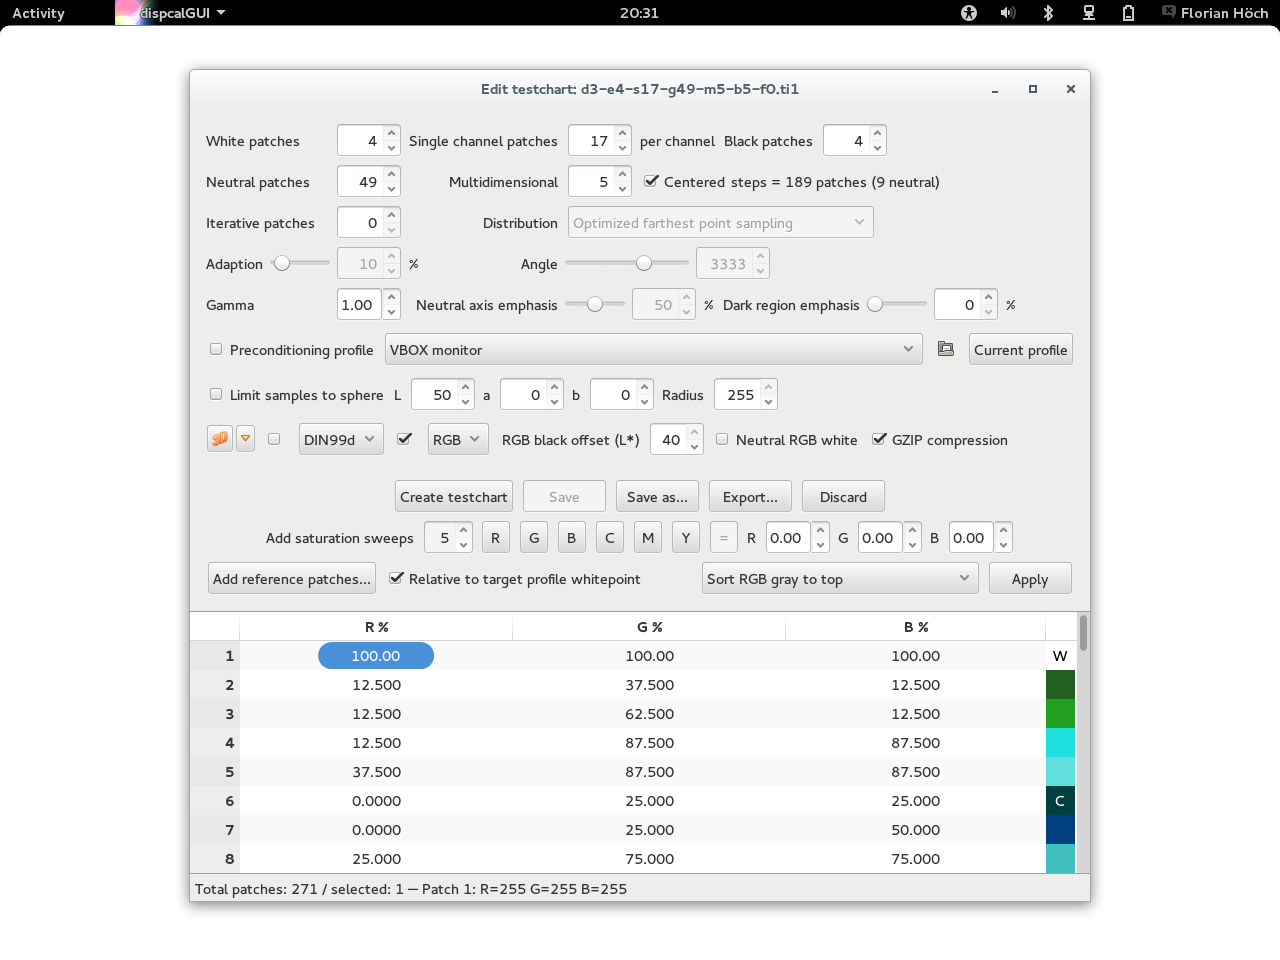 Activity dispcalGUI 20:31 Florian Höch
Edit testchart: d3-e4-s17-g49-m5-b5-f0.ti1
White patches 4 Single channel patches 17 per channel Black patches 4
Neutral patches 49 Multidimensional 5 Centered steps = 189 patches (9 neutral)
Iterative patches 0 Distribution Optimized farthest point sampling
Adaption 10 % Angle 3333
Gamma 1.00 Neutral axis emphasis 50 % Dark region emphasis 0 %
Preconditioning profile VBOX monitor Current profile
Limit samples to sphere L 50 a 0 b 0 Radius 255
3D DIN99d RGB RGB black offset (L*) 40 Neutral RGB white GZIP compression
Create testchart Save Save as... Export... Discard
Add saturation sweeps 5 R G B C M Y = R 0.00 G 0.00 B 0.00
Add reference patches... Relative to target profile whitepoint Sort RGB gray to top Apply
R % G % B %
1 100.00 100.00 100.00 W
2 12.500 37.500 12.500
3 12.500 62.500 12.500
4 12.500 87.500 87.500
5 37.500 87.500 87.500
6 0.0000 25.000 25.000 C
7 0.0000 25.000 50.000
8 25.000 75.000 75.000
Total patches: 271 / selected: 1 — Patch 1: R=255 G=255 B=255